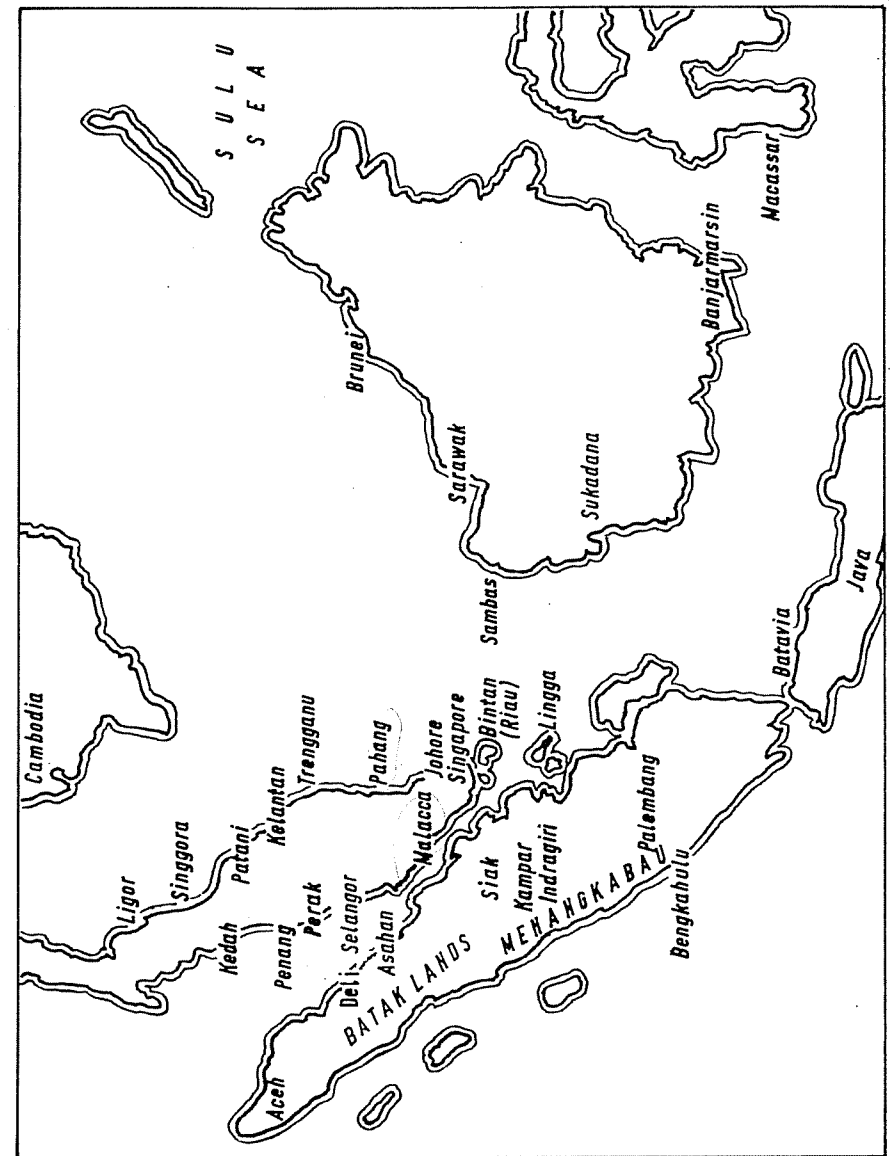 SULU
SEA
Cambodia
Ligor
Singgora
Patani
Kelantan
Trengganu
Pahang
Johore
Singapore
Bintan
(Riau)
Lingga
Kedah
Penang
Perak
Selangor
Malacca
Aceh
Deli
Asahan
BATAK LANDS
Siak
Kampar
Indragiri
MENANGKABAU
Palembang
Bengkahulu
Brunei
Sarawak
Sambas
Sukadana
Banjarmarsin
Macassar
Batavia
Java